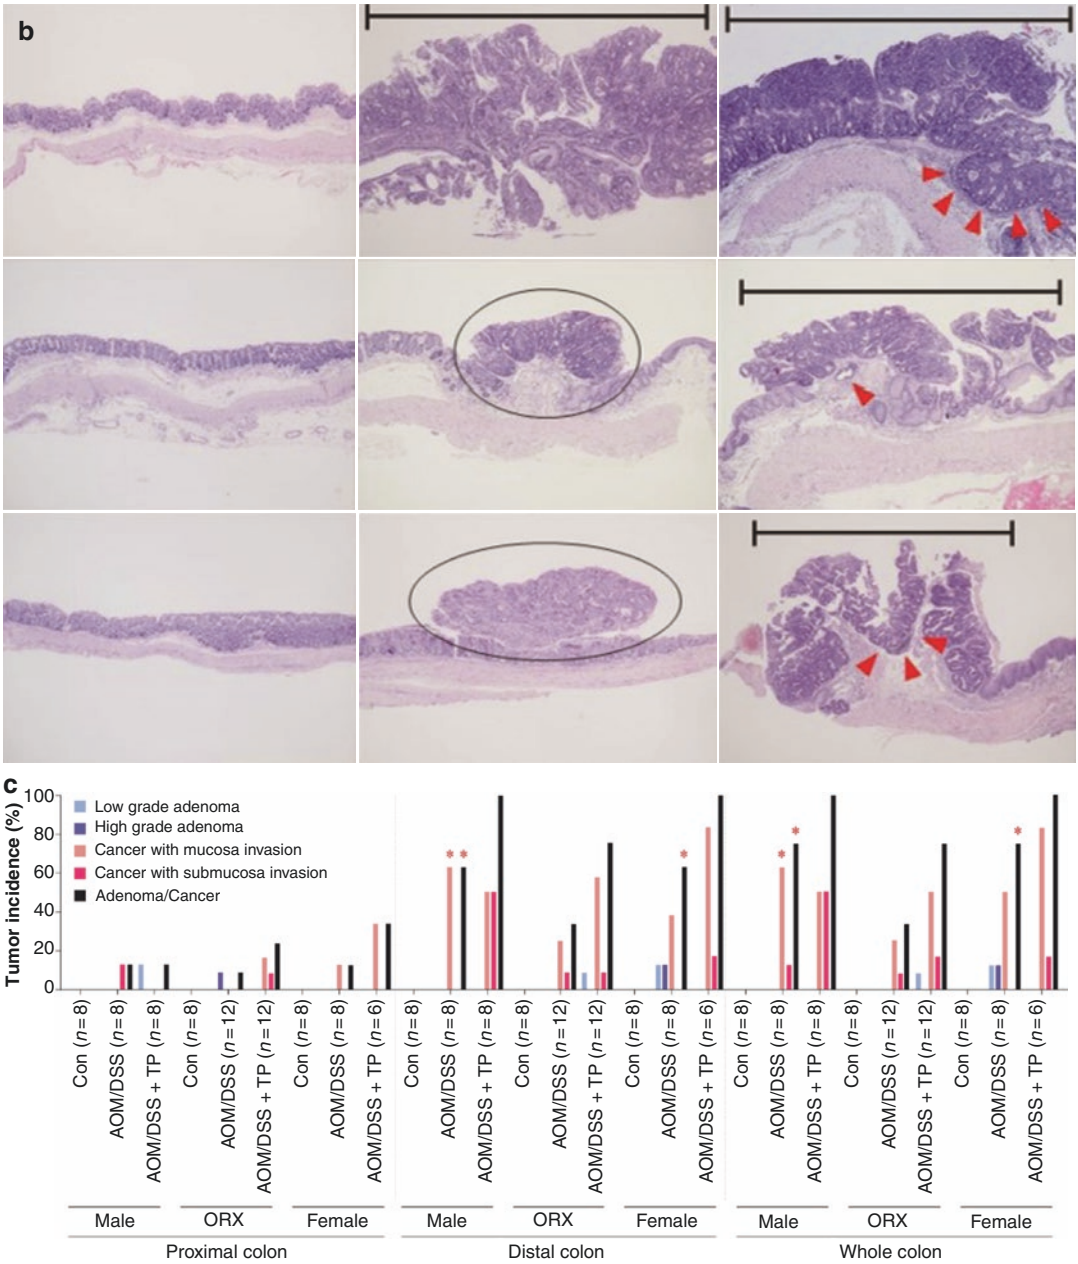 b
c
Tumor incidence (%)
100
80
60
40
20
0
Low grade adenoma
High grade adenoma
Cancer with mucosa invasion
Cancer with submucosa invasion
Adenoma/Cancer
* * * * * *
Con (n = 8)
AOM/DSS (n = 8)
AOM/DSS + TP (n = 8)
Con (n = 8)
AOM/DSS (n = 12)
AOM/DSS + TP (n = 12)
Con (n = 8)
AOM/DSS (n = 8)
AOM/DSS + TP (n = 6)
Con (n = 8)
AOM/DSS (n = 8)
AOM/DSS + TP (n = 8)
Con (n = 8)
AOM/DSS (n = 12)
AOM/DSS + TP (n = 12)
Con (n = 8)
AOM/DSS (n = 8)
AOM/DSS + TP (n = 6)
Con (n = 8)
AOM/DSS (n = 8)
AOM/DSS + TP (n = 8)
Con (n = 8)
AOM/DSS (n = 12)
AOM/DSS + TP (n = 12)
Con (n = 8)
AOM/DSS (n = 8)
AOM/DSS + TP (n = 6)
Male ORX Female Male ORX Female Male ORX Female
Proximal colon Distal colon Whole colon